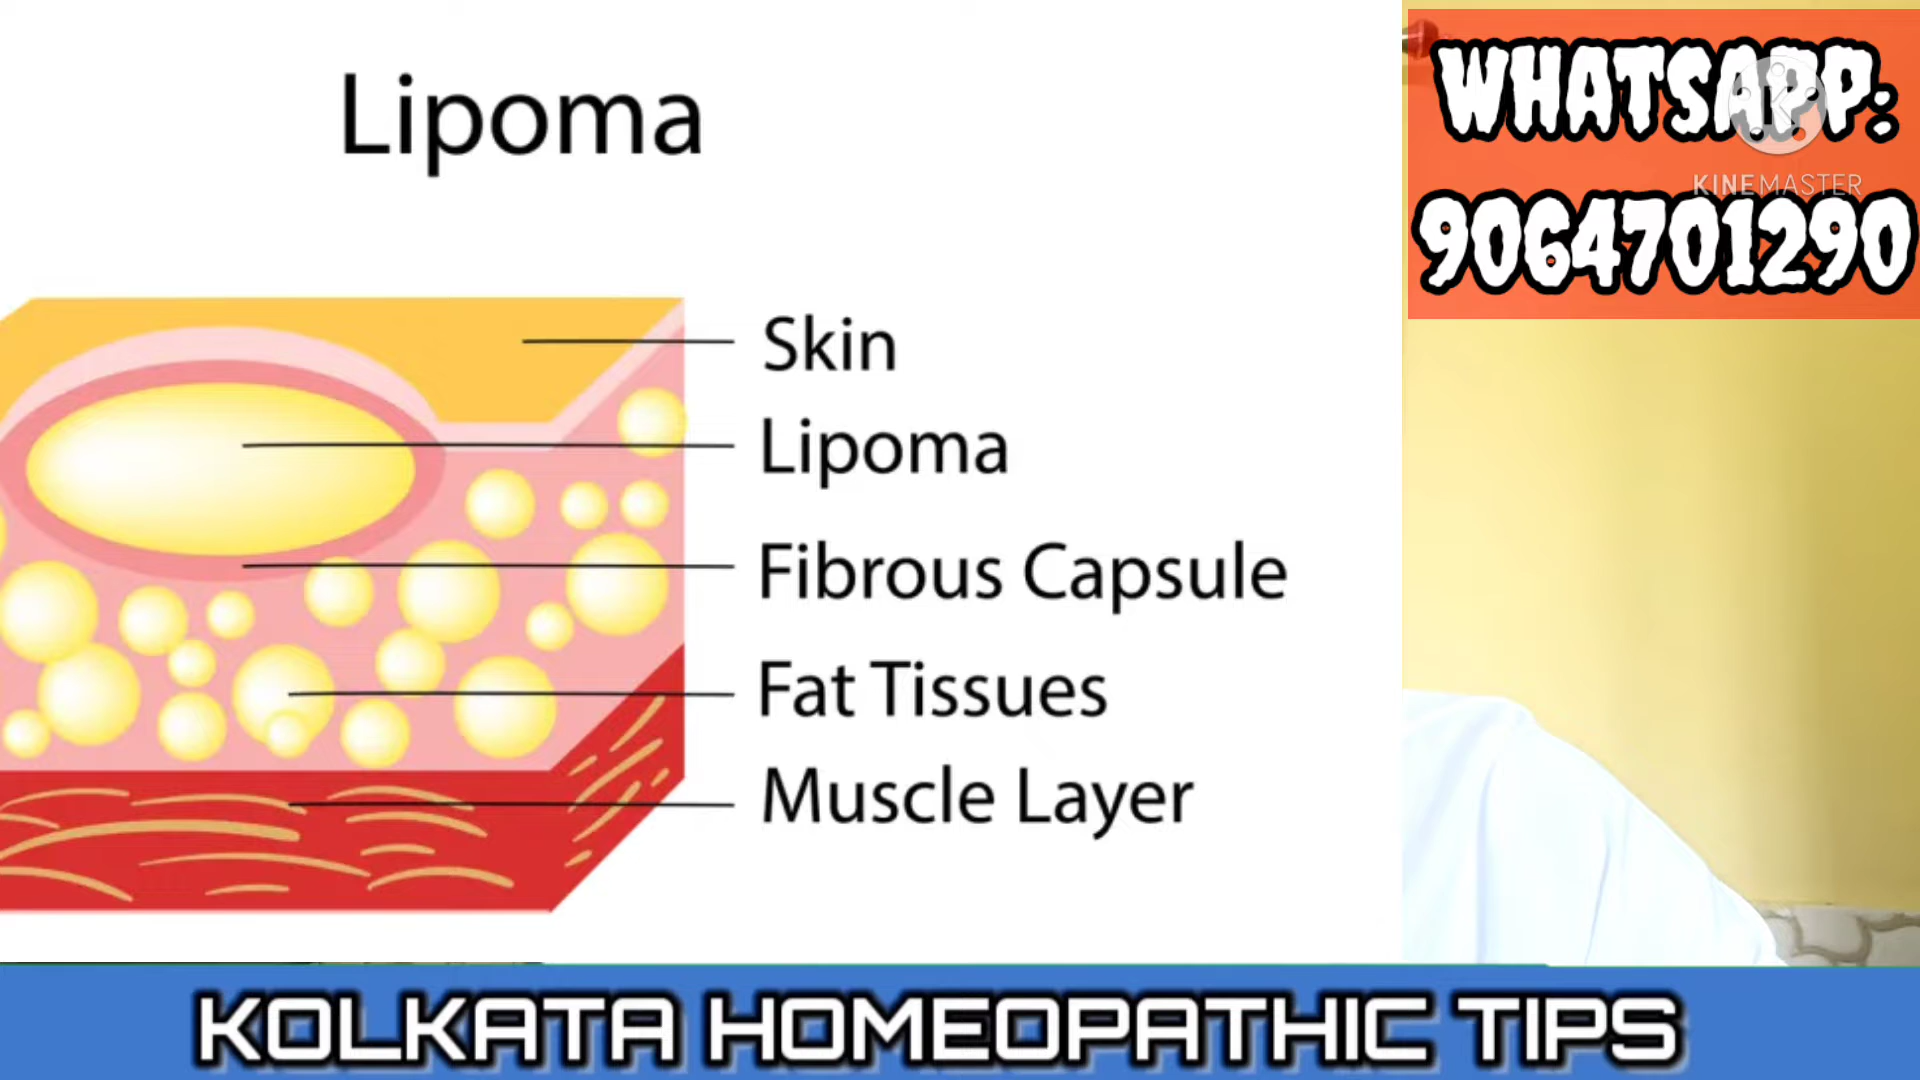 Lipoma
WHATSAPP:
KINEMASTER
9064701290
Skin
Lipoma
Fibrous Capsule
Fat Tissues
Muscle Layer
KOLKATA HOMEOPATHIC TIPS